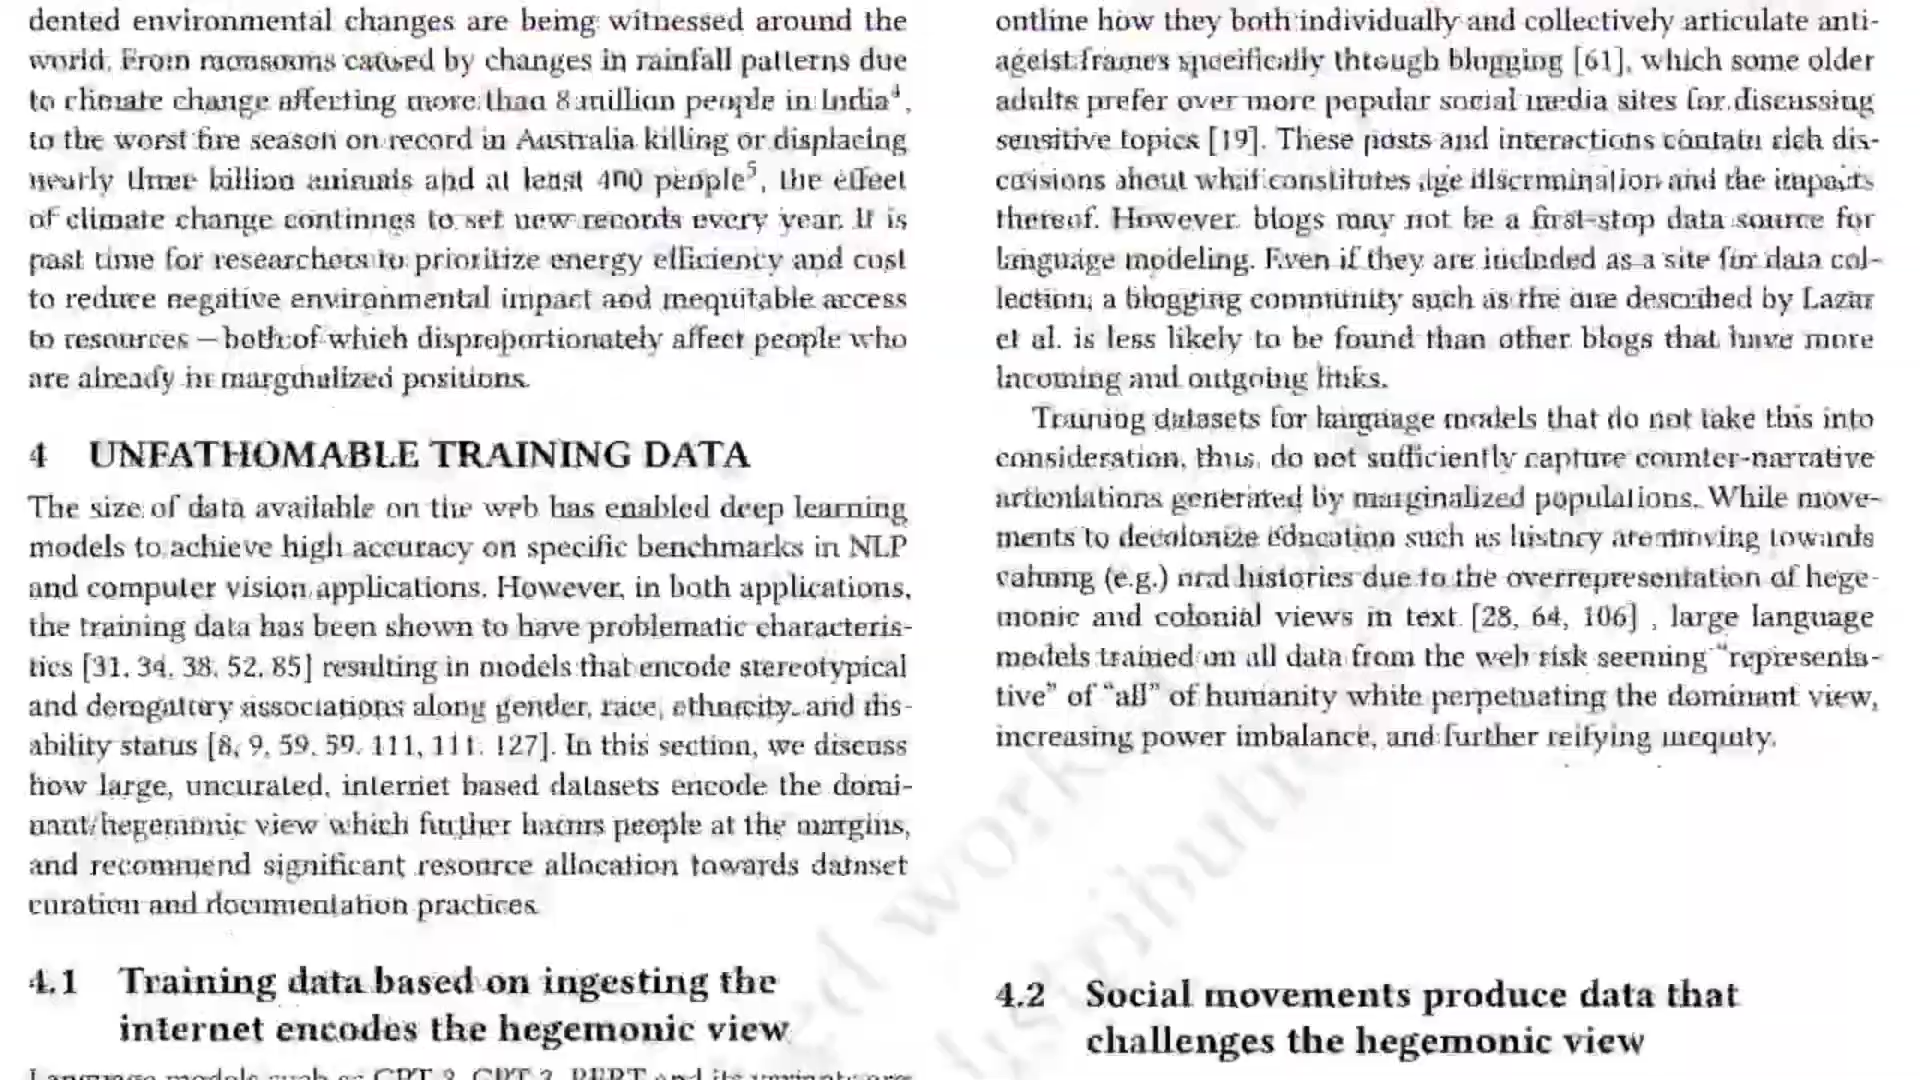 dented environmental changes are being witnessed around the
world. From monsoons caused by changes in rainfall patterns due
to climate change affecting more than 8 million people in India⁴,
to the worst fire season on record in Australia killing or displacing
nearly three billion animals and at least 400 people⁵, the effect
of climate change continues to set new records every year. It is
past time for researchers to prioritize energy efficiency and cost
to reduce negative environmental impact and inequitable access
to resources — both of which disproportionately affect people who
are already in marginalized positions.
4 UNFATHOMABLE TRAINING DATA
The size of data available on the web has enabled deep learning
models to achieve high accuracy on specific benchmarks in NLP
and computer vision applications. However, in both applications,
the training data has been shown to have problematic characteris-
tics [31, 34, 38, 52, 85] resulting in models that encode stereotypical
and derogatory associations along gender, race, ethnicity, and dis-
ability status [8, 9, 59, 59, 111, 111, 127]. In this section, we discuss
how large, uncurated, internet based datasets encode the domi-
nant/hegemonic view which further harms people at the margins,
and recommend significant resource allocation towards dataset
curation and documentation practices.
4.1 Training data based on ingesting the
internet encodes the hegemonic view
Language models such as GPT-2, GPT-3, BERT and its variants are
ontline how they both individually and collectively articulate anti-
ageist frames specifically through blogging [61], which some older
adults prefer over more popular social media sites for discussing
sensitive topics [19]. These posts and interactions contain rich dis-
cussions about what constitutes age discrimination and the impacts
thereof. However, blogs may not be a first-stop data source for
language modeling. Even if they are included as a site for data col-
lection, a blogging community such as the one described by Lazar
et al. is less likely to be found than other blogs that have more
incoming and outgoing links.
Training datasets for language models that do not take this into
consideration, thus, do not sufficiently capture counter-narrative
articulations generated by marginalized populations. While move-
ments to decolonize education such as history are moving towards
valuing (e.g.) oral histories due to the overrepresentation of hege-
monic and colonial views in text [28, 64, 106] , large language
models trained on all data from the web risk seeming “representa-
tive” of “all” of humanity while perpetuating the dominant view,
increasing power imbalance, and further reifying inequity.
4.2 Social movements produce data that
challenges the hegemonic view